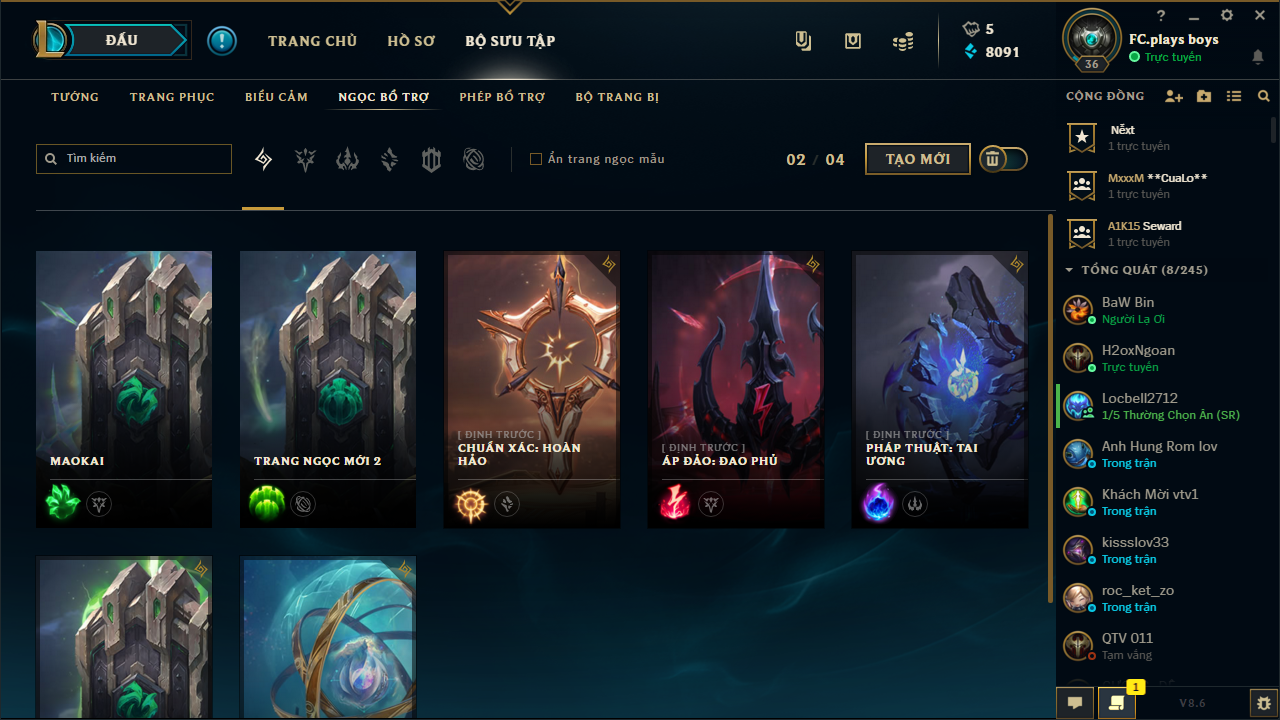 ĐẤU
TRANG CHỦ
HỒ SƠ
BỘ SƯU TẬP
5
8091
36
?
FC.plays boys
Trực tuyến
TƯỚNG
TRANG PHỤC
BIỂU CẢM
NGỌC BỔ TRỢ
PHÉP BỔ TRỢ
BỘ TRANG BỊ
Tìm kiếm
Ẩn trang ngọc mẫu
02 / 04
TẠO MỚI
MAOKAI
TRANG NGỌC MỚI 2
[ ĐỊNH TRƯỚC ]
CHUẨN XÁC: HOÀN
HẢO
[ ĐỊNH TRƯỚC ]
ÁP ĐẢO: ĐAO PHỦ
[ ĐỊNH TRƯỚC ]
PHÁP THUẬT: TAI
ƯƠNG
CỘNG ĐỒNG
Nếxt
1 trực tuyến
MxxxM **CuaLo**
1 trực tuyến
A1K15 Seward
1 trực tuyến
TỔNG QUÁT (8/245)
BaW Bin
Người Lạ Ơi
H2oxNgoan
Trực tuyến
Locbell2712
1/5 Thường Chọn Ẩn (SR)
Anh Hung Rom lov
Trong trận
Khách Mời vtv1
Trong trận
kissslov33
Trong trận
roc_ket_zo
Trong trận
QTV 011
Tạm vắng
1
V8.6